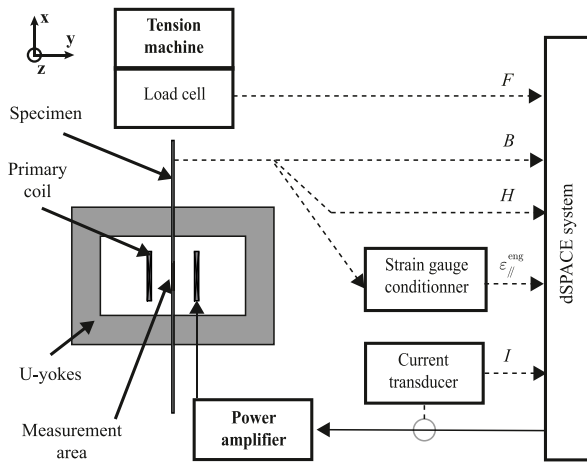 x
y
z
Tension
machine
Load cell
Specimen
Primary
coil
U-yokes
Measurement
area
F
B
H
Strain gauge
conditionner
ε//^eng
Current
transducer
I
Power
amplifier
dSPACE system